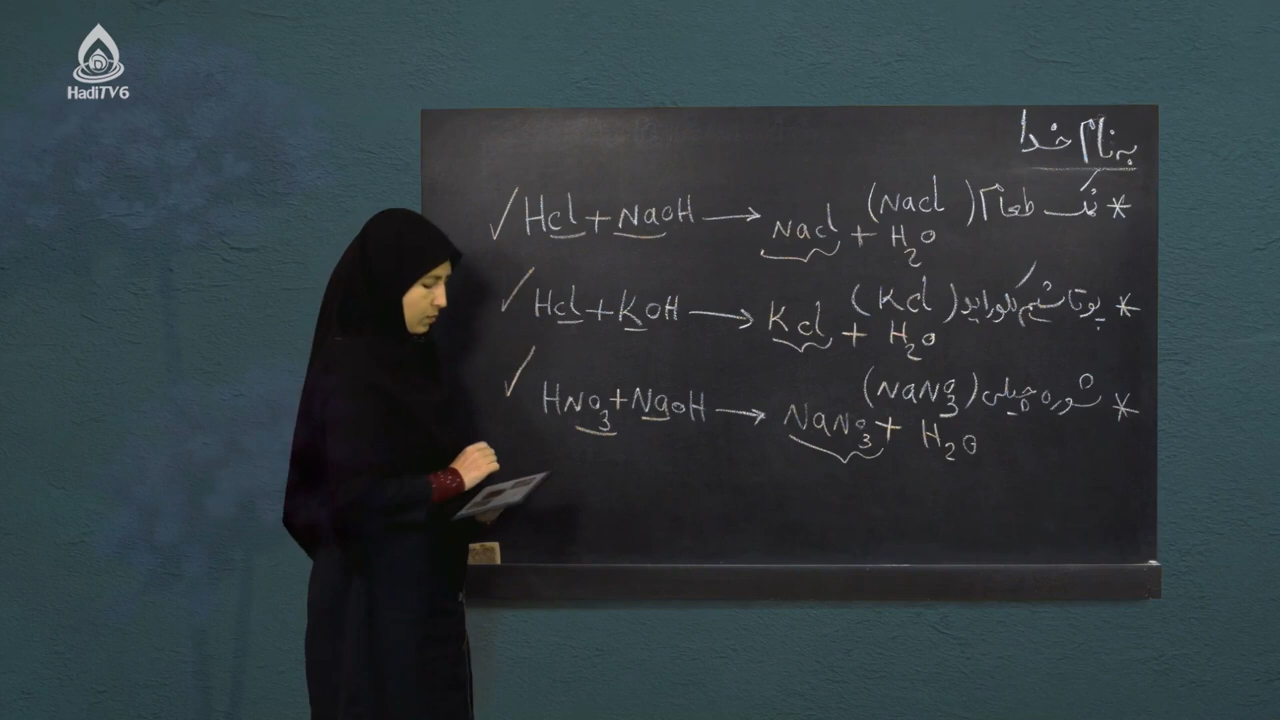 HadiTV6
به نام خدا
* نمک طعام (Nacl)
✓ Hcl + NaoH → Nacl + H₂o
* پوتاشیم کلوراید (Kcl)
✓ Hcl + KoH → Kcl + H₂o
* شوره چیلی (NaNo₃)
✓ HNo₃ + NaoH → NaNo₃ + H₂o